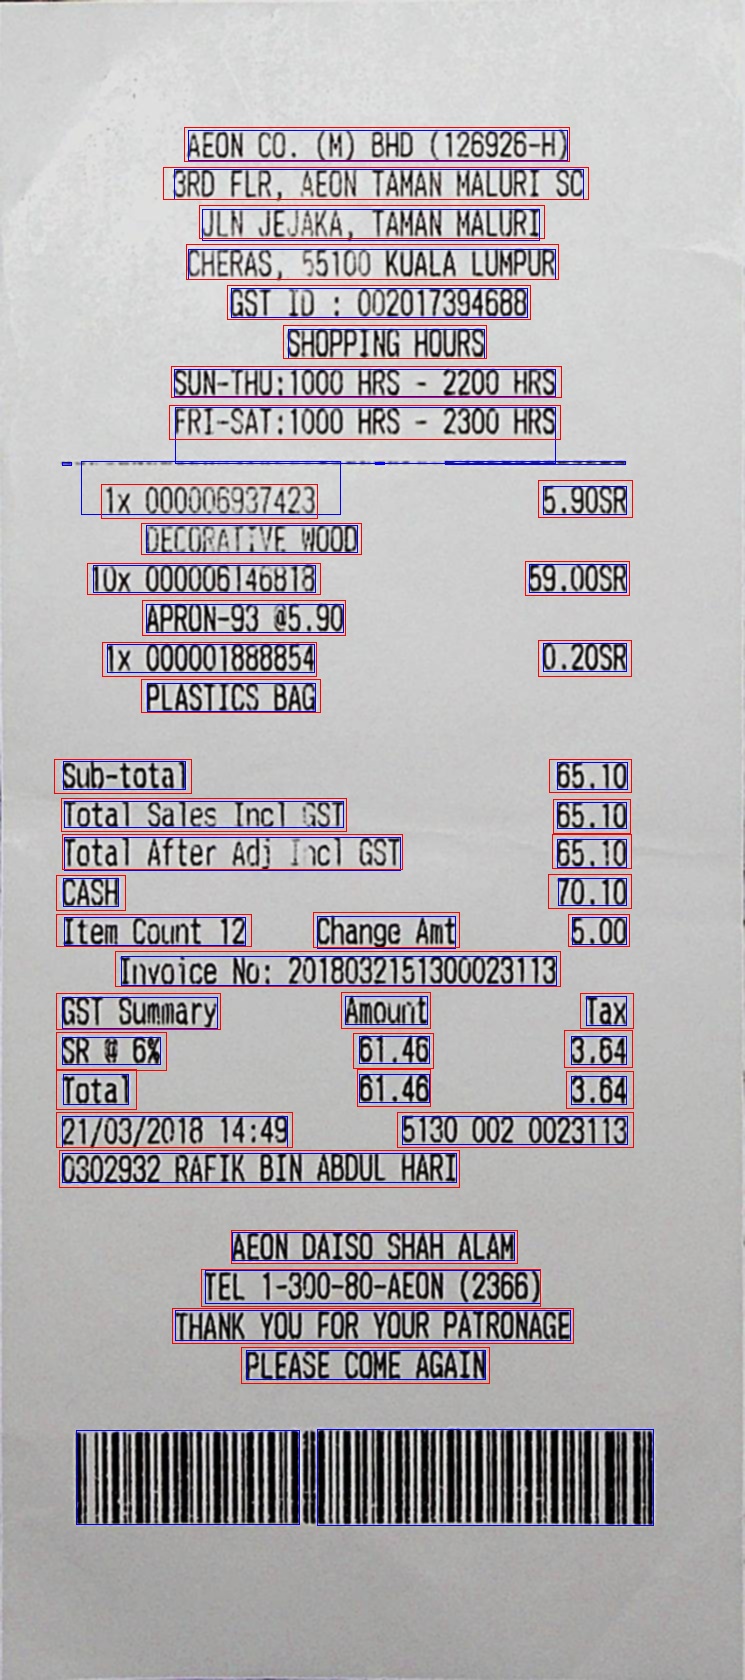 AEON CO. (M) BHD (126926-H)
3RD FLR, AEON TAMAN MALURI SC
JLN JEJAKA, TAMAN MALURI
CHERAS, 55100 KUALA LUMPUR
GST ID : 002017394688
SHOPPING HOURS
SUN-THU:1000 HRS - 2200 HRS
FRI-SAT:1000 HRS - 2300 HRS
1x 000006937423 5.90SR
DECORATIVE WOOD
10x 000006146818 59.00SR
APRON-93 @5.90
1x 000001888854 0.20SR
PLASTICS BAG
Sub-total 65.10
Total Sales Incl GST 65.10
Total After Adj Incl GST 65.10
CASH 70.10
Item Count 12 Change Amt 5.00
Invoice No: 2018032151300023113
GST Summary Amount Tax
SR @ 6% 61.46 3.64
Total 61.46 3.64
21/03/2018 14:49 5130 002 0023113
0302932 RAFIK BIN ABDUL HARI
AEON DAISO SHAH ALAM
TEL 1-300-80-AEON (2366)
THANK YOU FOR YOUR PATRONAGE
PLEASE COME AGAIN